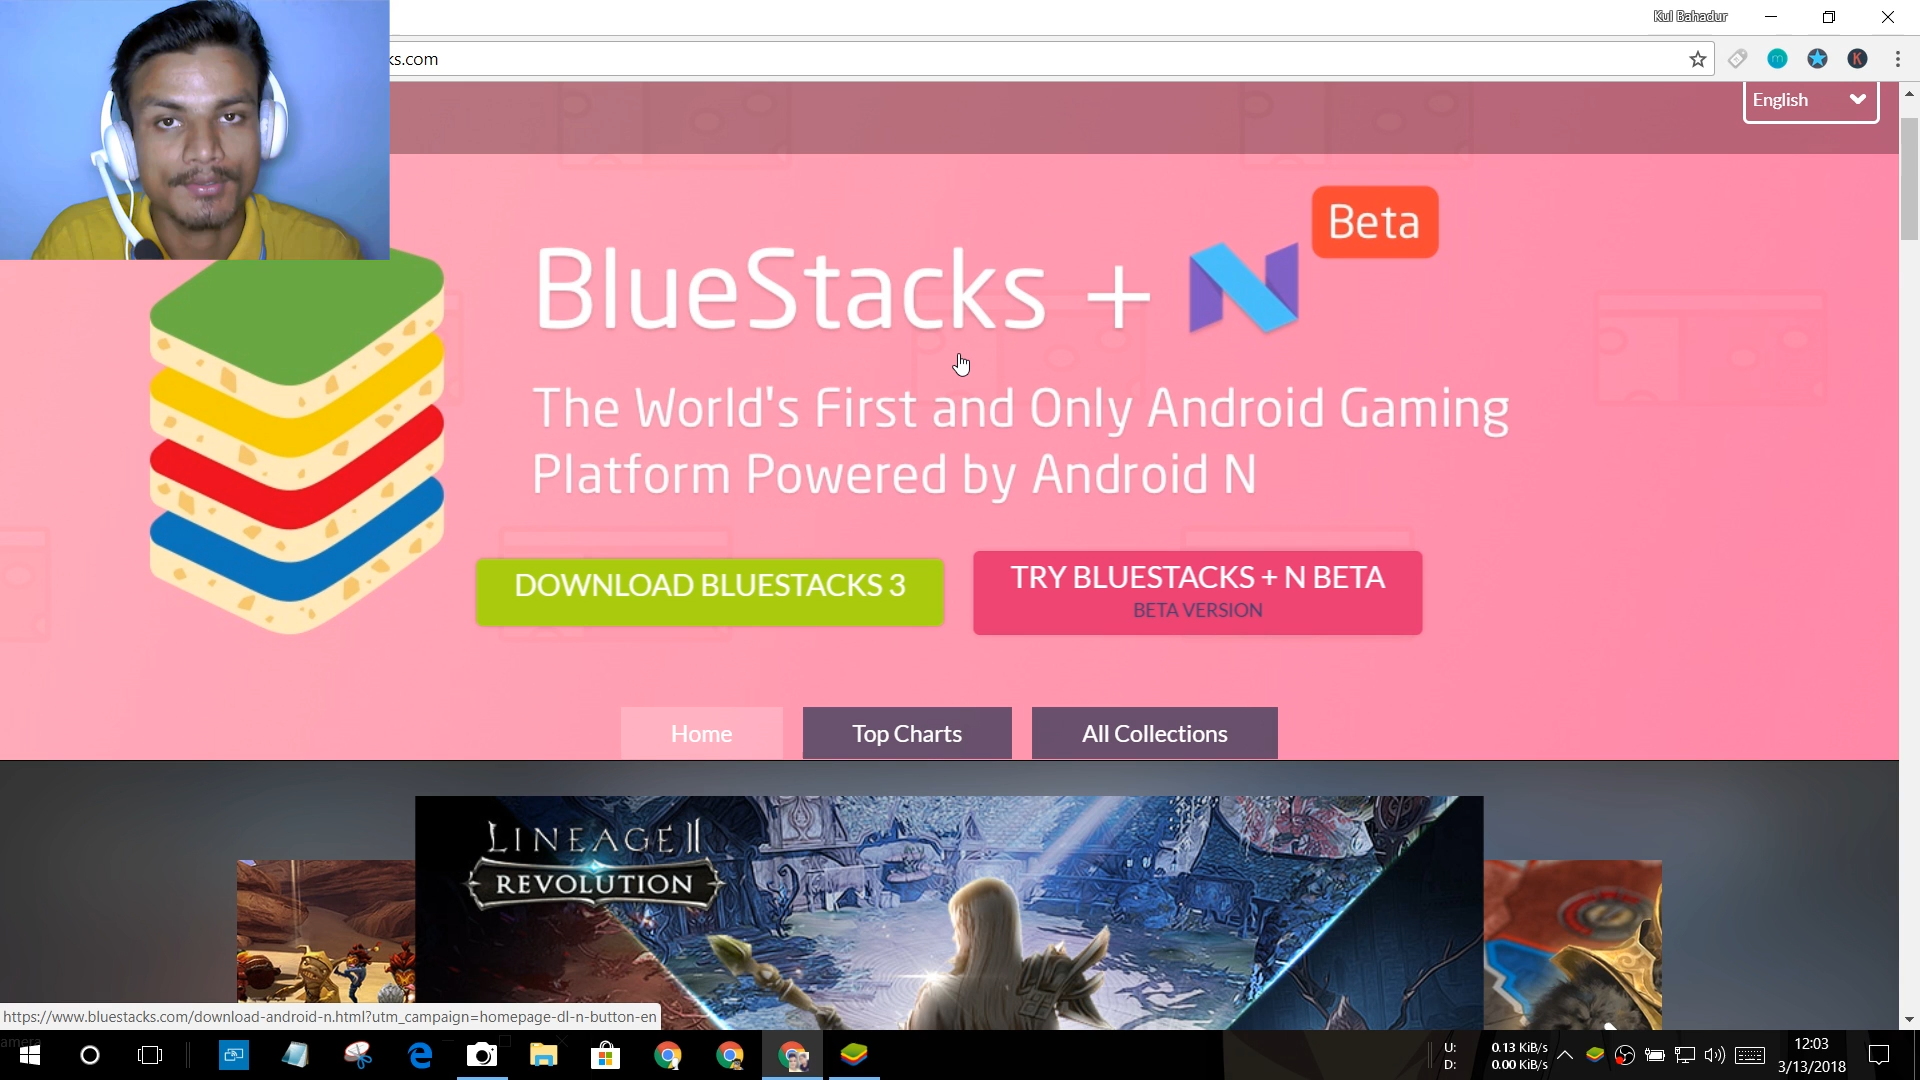 Kul Bahadur
ks.com
m
K
English
Beta
BlueStacks + N
The World's First and Only Android Gaming
Platform Powered by Android N
DOWNLOAD BLUESTACKS 3
TRY BLUESTACKS + N BETA
BETA VERSION
Home
Top Charts
All Collections
LINEAGE II
REVOLUTION
https://www.bluestacks.com/download-android-n.html?utm_campaign=homepage-dl-n-button-en
amera
U: 0.13 KiB/s
D: 0.00 KiB/s
12:03
3/13/2018